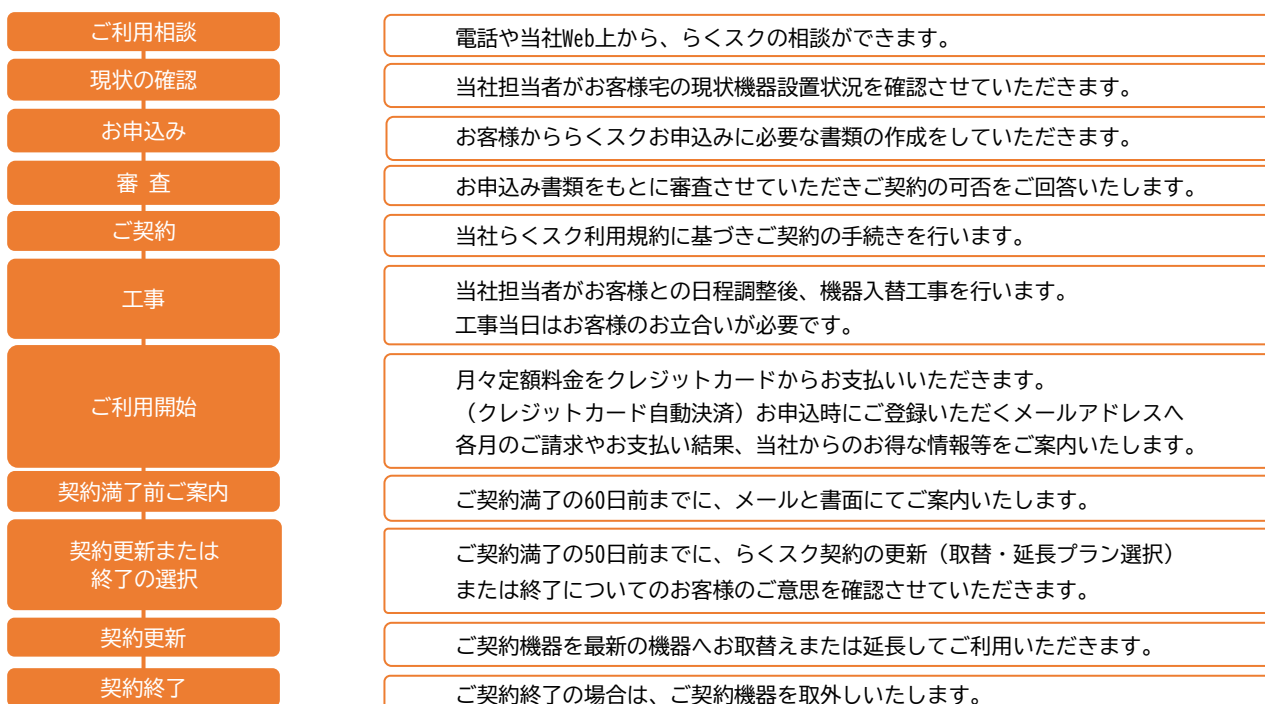 ご利用相談
電話や当社Web上から、らくスクの相談ができます。
現状の確認
当社担当者がお客様宅の現状機器設置状況を確認させていただきます。
お申込み
お客様かららくスクお申込みに必要な書類の作成をしていただきます。
審 査
お申込み書類をもとに審査させていただきご契約の可否をご回答いたします。
ご契約
当社らくスク利用規約に基づきご契約の手続きを行います。
工事
当社担当者がお客様との日程調整後、機器入替工事を行います。
工事当日はお客様のお立合いが必要です。
ご利用開始
月々定額料金をクレジットカードからお支払いいただきます。
（クレジットカード自動決済）お申込時にご登録いただくメールアドレスへ
各月のご請求やお支払い結果、当社からのお得な情報等をご案内いたします。
契約満了前ご案内
ご契約満了の60日前までに、メールと書面にてご案内いたします。
契約更新または
終了の選択
ご契約満了の50日前までに、らくスク契約の更新（取替・延長プラン選択）
または終了についてのお客様のご意思を確認させていただきます。
契約更新
ご契約機器を最新の機器へお取替えまたは延長してご利用いただきます。
契約終了
ご契約終了の場合は、ご契約機器を取外しいたします。